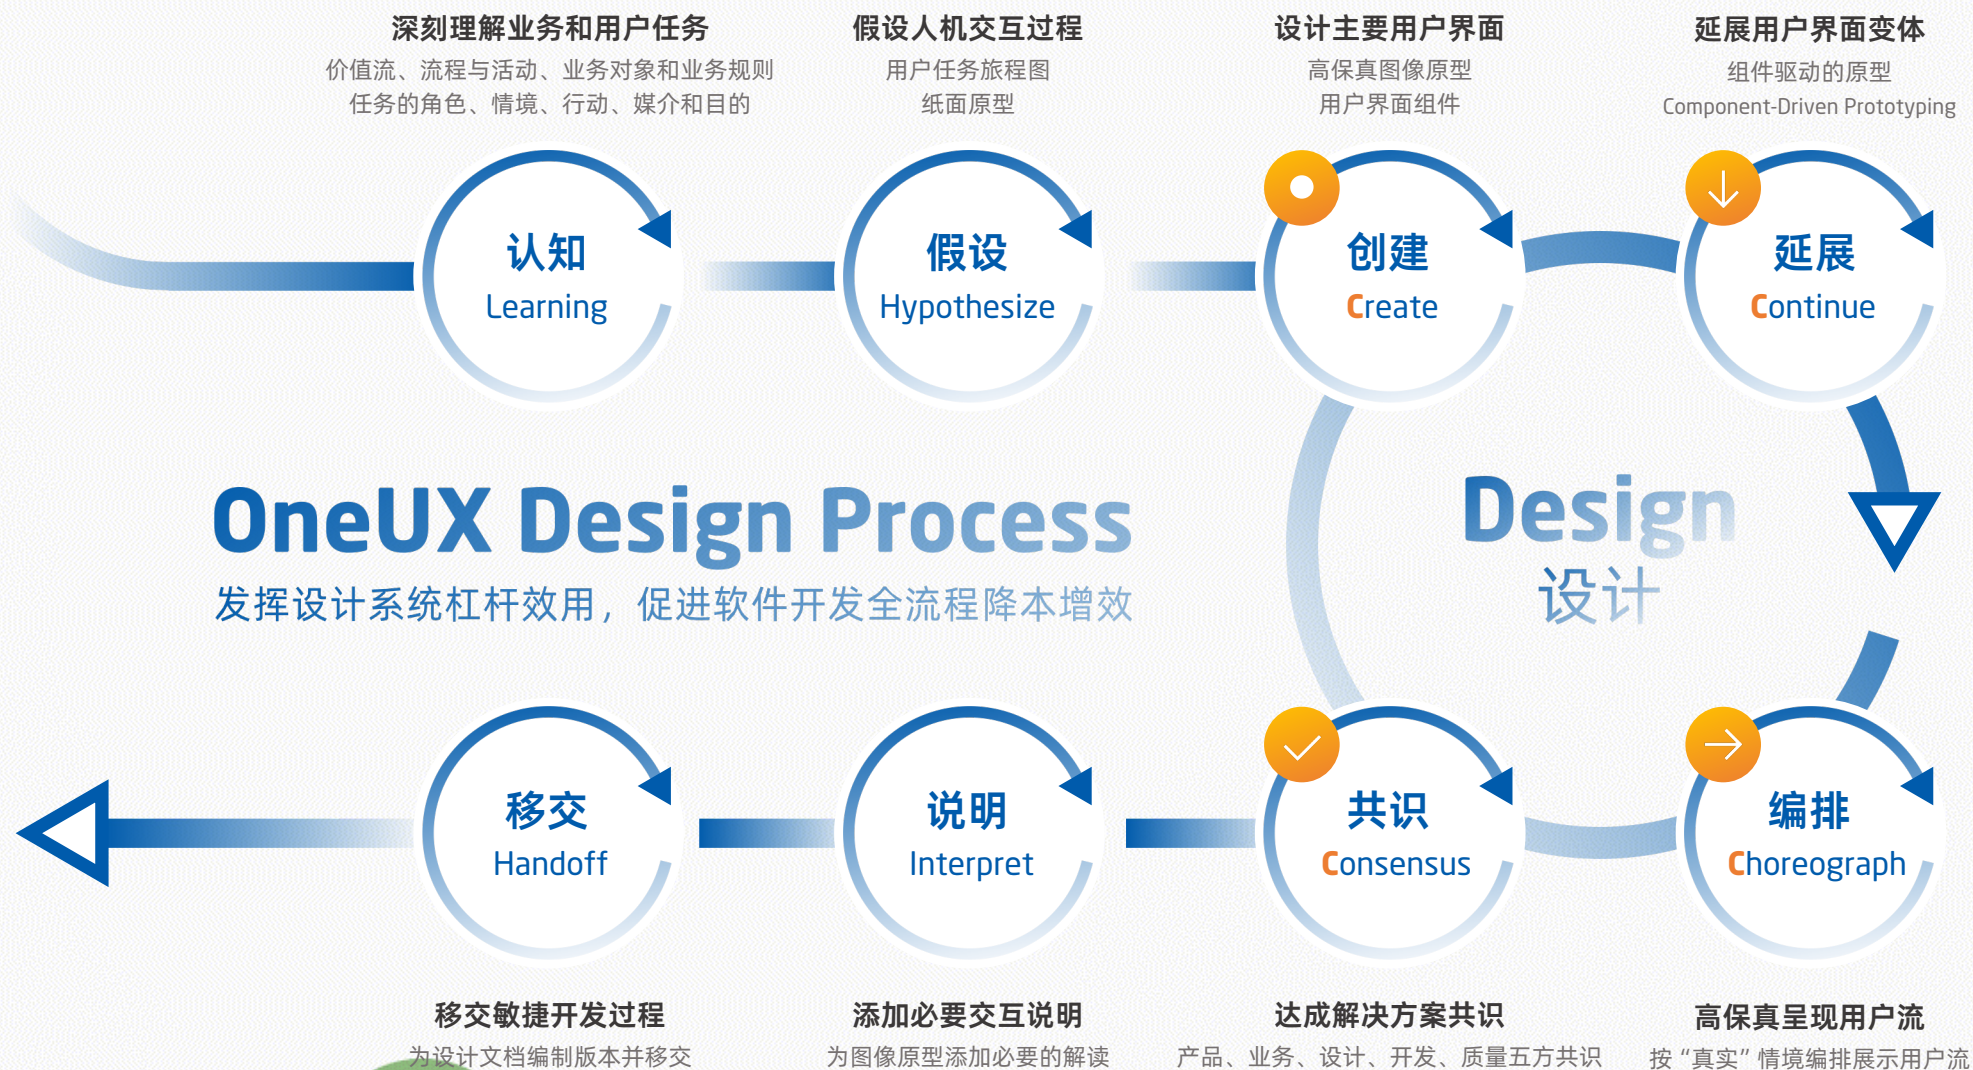 深刻理解业务和用户任务
价值流、流程与活动、业务对象和业务规则
任务的角色、情境、行动、媒介和目的
假设人机交互过程
用户任务旅程图
纸面原型
设计主要用户界面
高保真图像原型
用户界面组件
延展用户界面变体
组件驱动的原型
Component-Driven Prototyping
认知
Learning
假设
Hypothesize
创建
Create
延展
Continue
OneUX Design Process
发挥设计系统杠杆效用，促进软件开发全流程降本增效
Design
设计
移交
Handoff
说明
Interpret
共识
Consensus
编排
Choreograph
移交敏捷开发过程
为设计文档编制版本并移交
添加必要交互说明
为图像原型添加必要的解读
达成解决方案共识
产品、业务、设计、开发、质量五方共识
高保真呈现用户流
按“真实”情境编排展示用户流